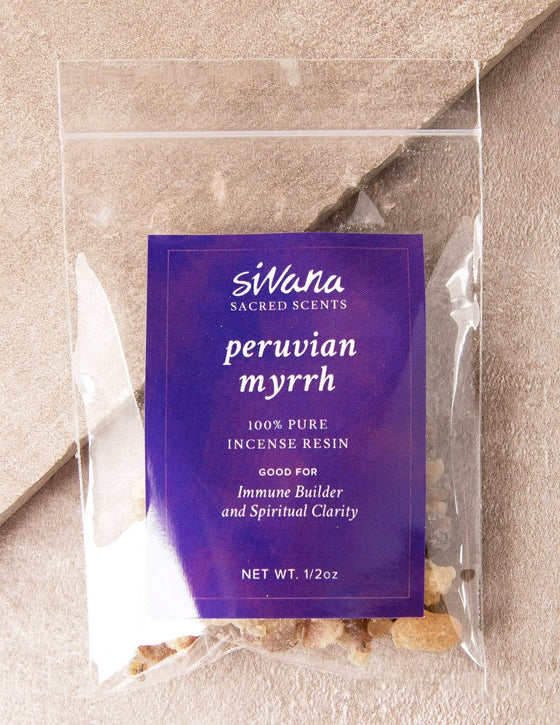 sivana
SACRED SCENTS
peruvian
myrrh
100% PURE
INCENSE RESIN
GOOD FOR
Immune Builder
and Spiritual Clarity
NET WT. 1/2oz